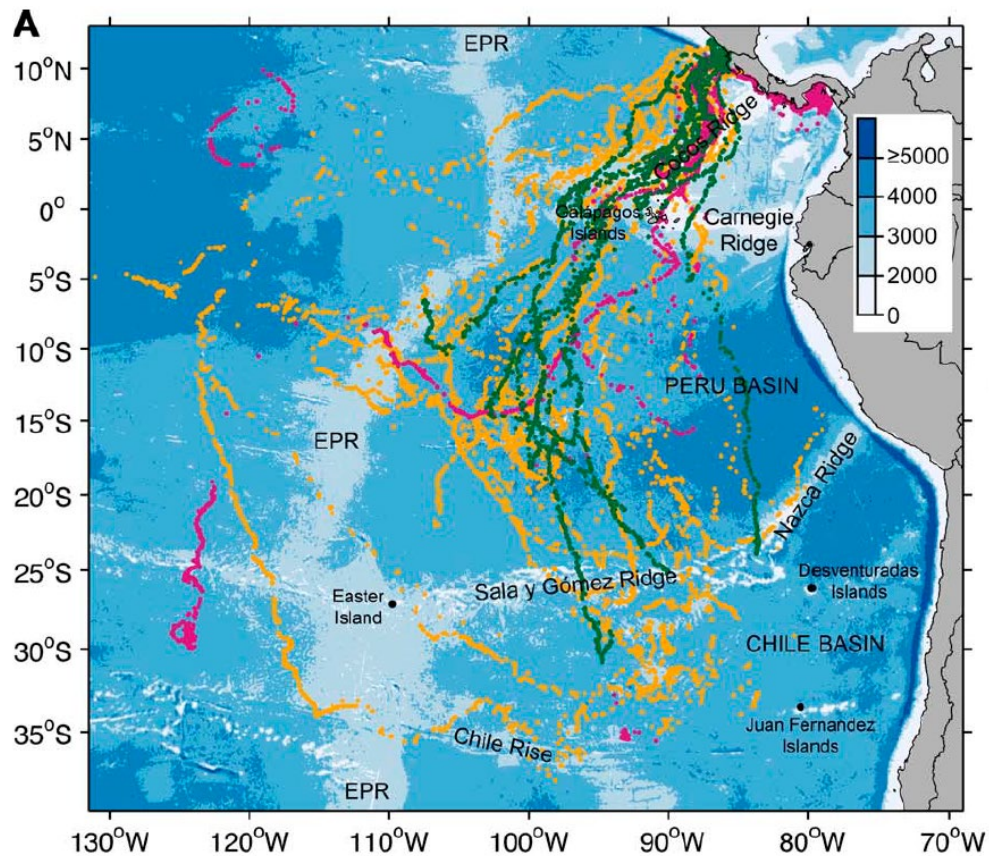 A
EPR
10°N
5°N
0°
5°S
10°S
15°S
20°S
25°S
30°S
35°S
Cocos Ridge
Galapagos
Islands
Carnegie
Ridge
≥5000
4000
3000
2000
0
PERU BASIN
EPR
Nazca Ridge
Sala y Gómez Ridge
Desventuradas
Islands
Easter
Island
CHILE BASIN
Juan Fernandez
Islands
Chile Rise
EPR
130°W
120°W
110°W
100°W
90°W
80°W
70°W